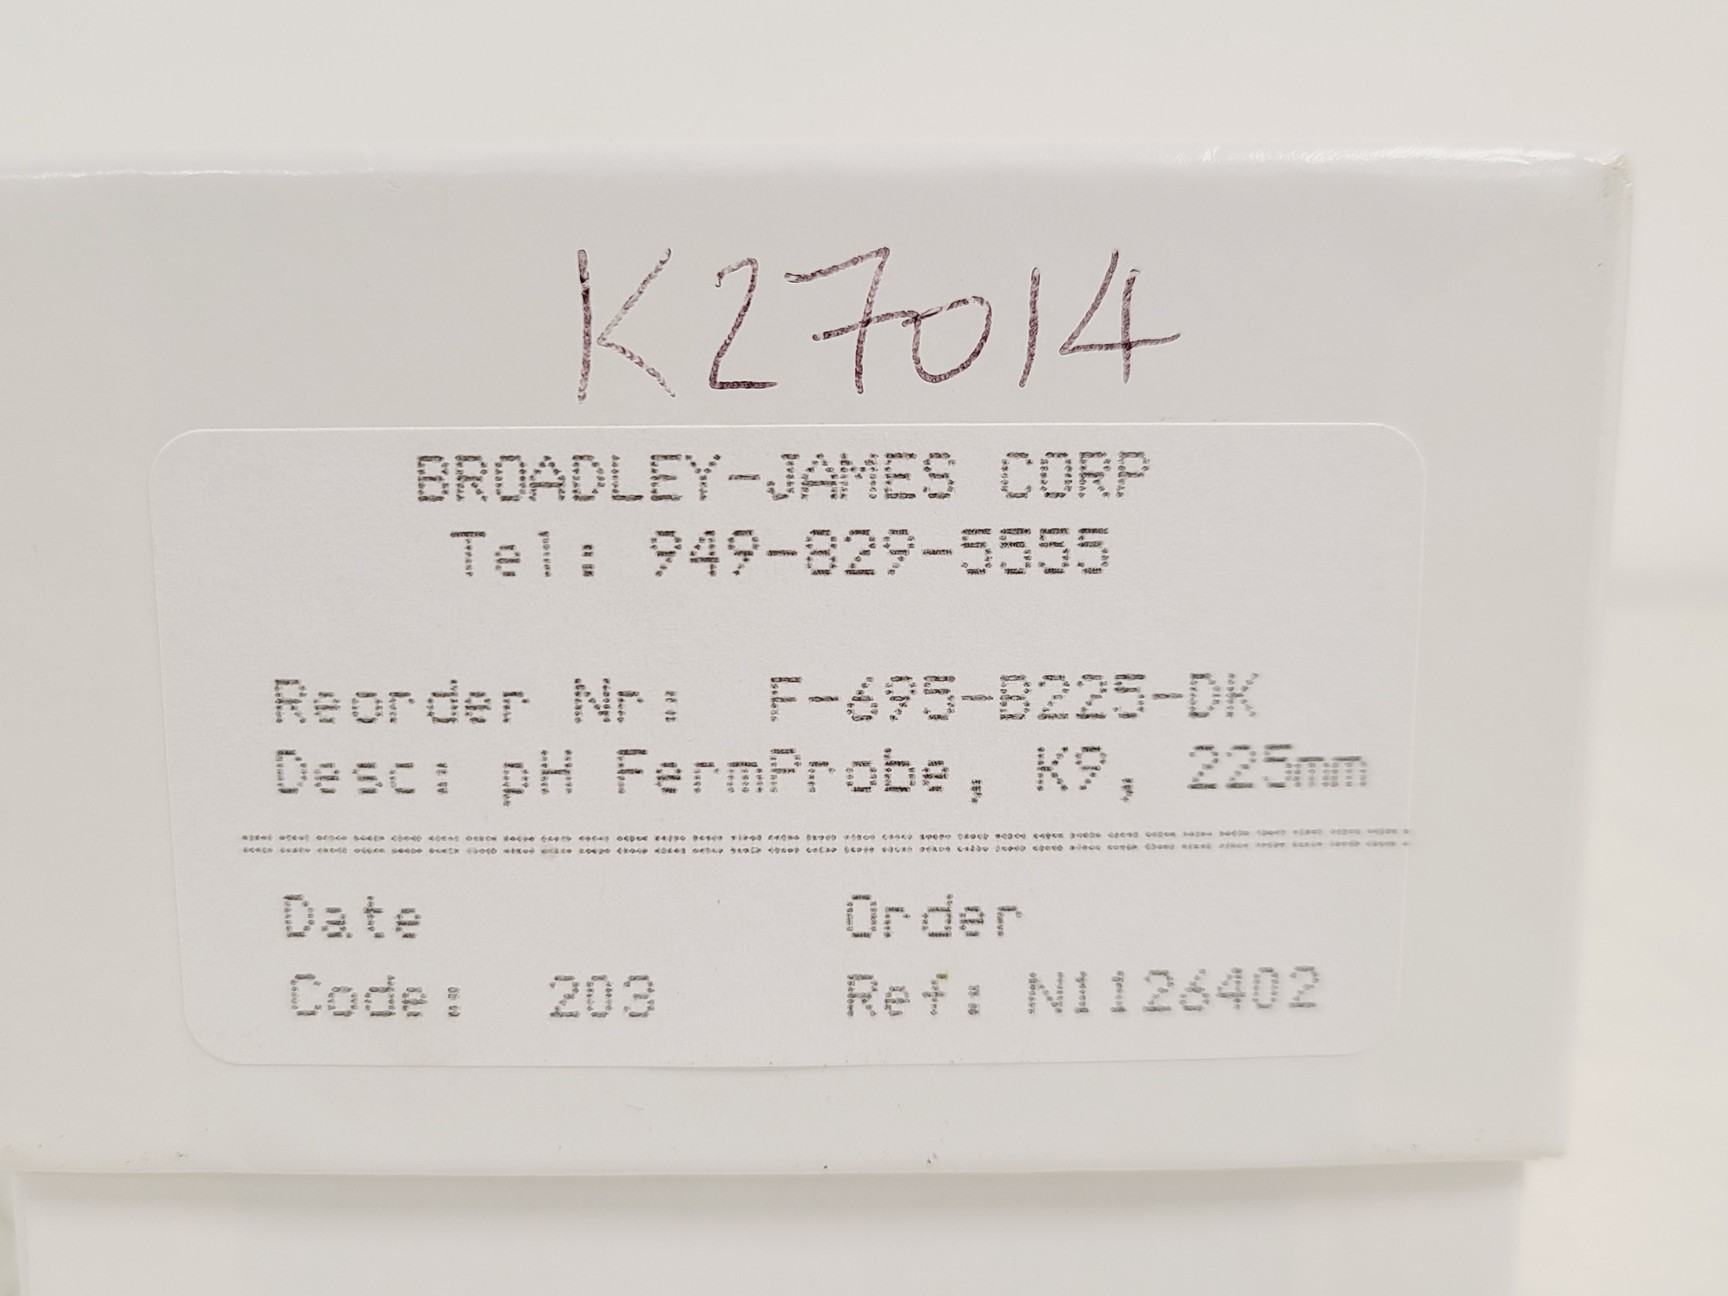 K27014
BROADLEY-JAMES CORP
Tel: 949-829-5555
Reorder Nr: F-695-B225-DK
Desc: pH FermProbe, K9, 225mm
Date Order
Code: 203 Ref: N1126402